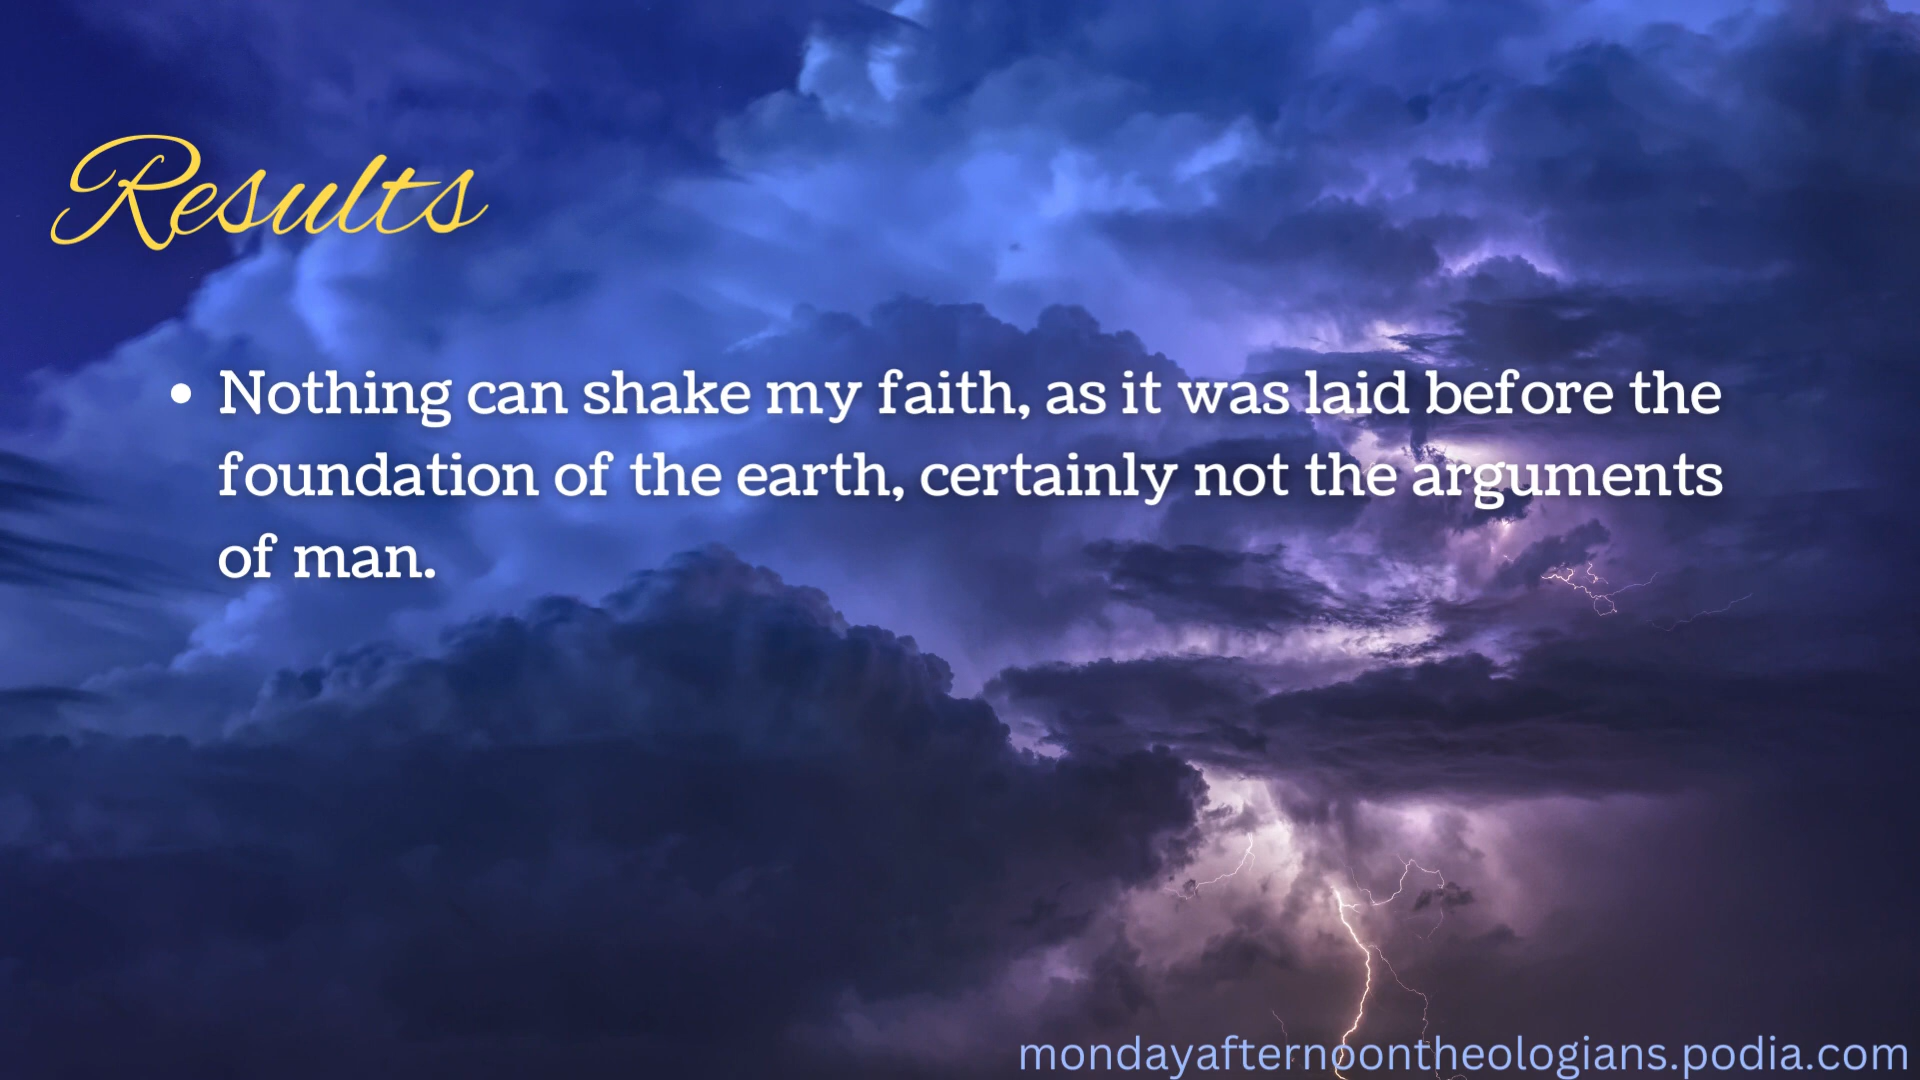 Results
• Nothing can shake my faith, as it was laid before the
foundation of the earth, certainly not the arguments
of man.
mondayafternoontheologians.podia.com